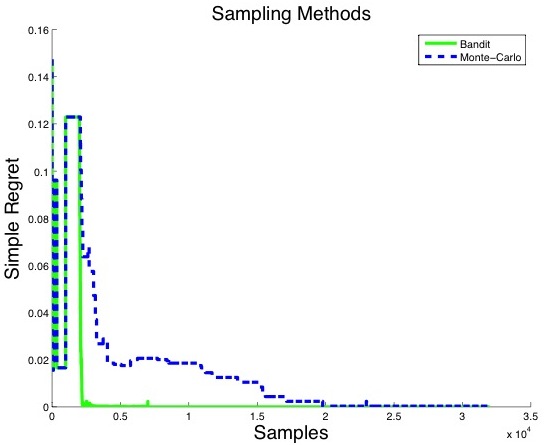 Sampling Methods
Bandit
Monte-Carlo
0.16
0.14
0.12
0.1
0.08
0.06
0.04
0.02
0
Simple Regret
0 0.5 1 1.5 2 2.5 3 3.5
x 10^4
Samples